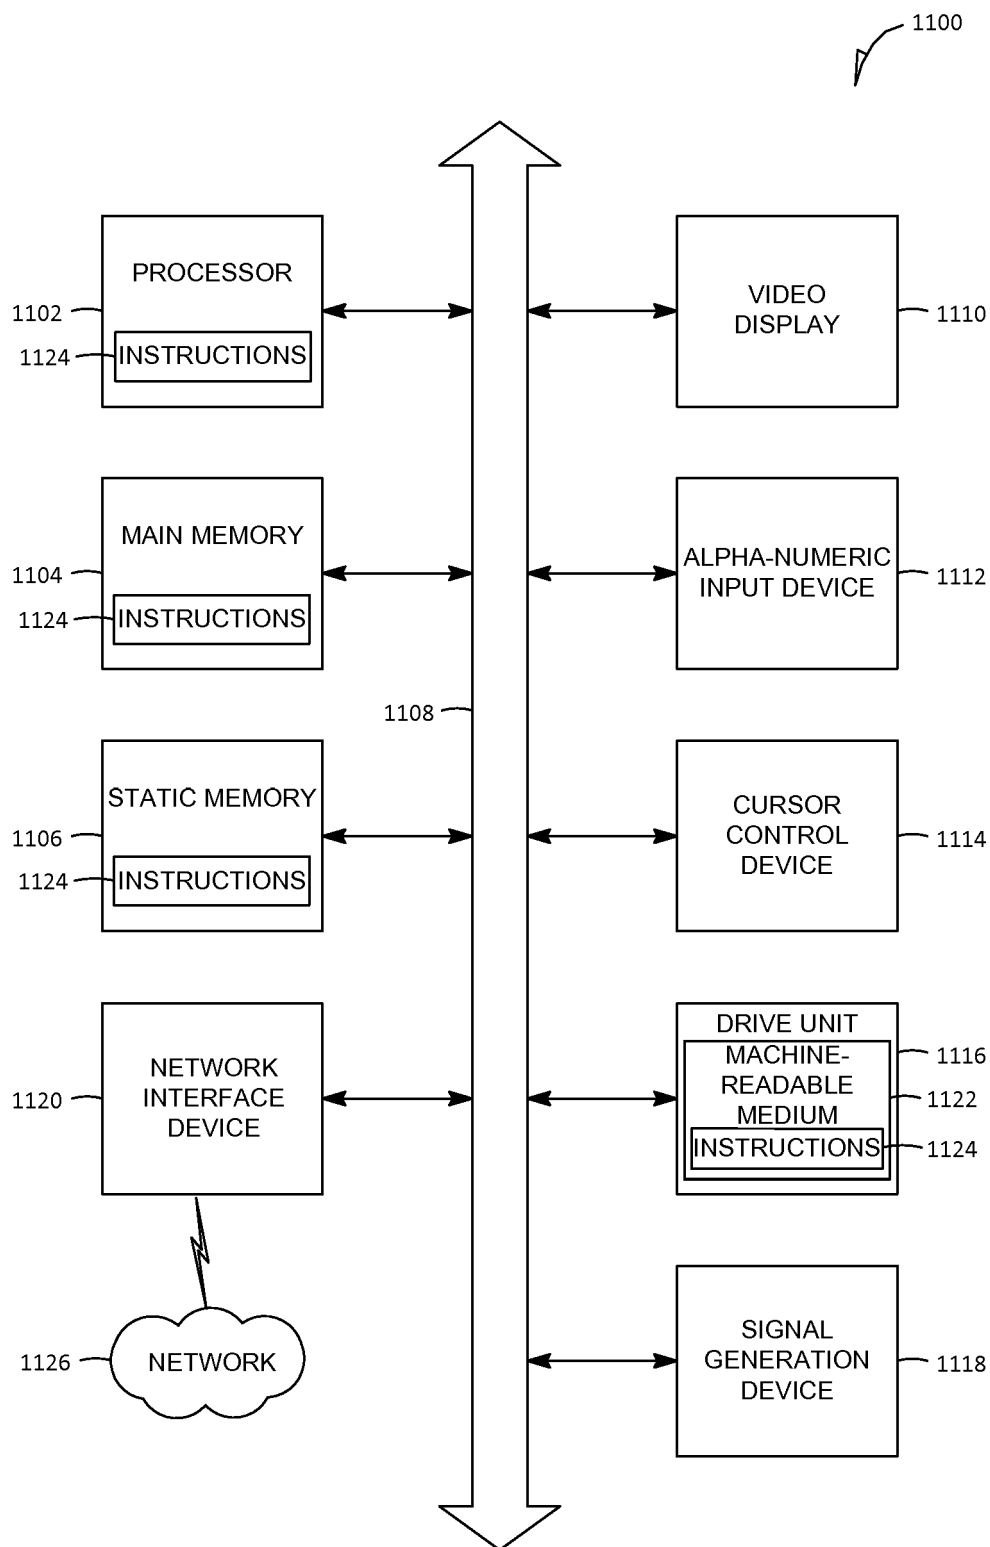 1100
PROCESSOR
1102
1124
INSTRUCTIONS
VIDEO
DISPLAY
1110
MAIN MEMORY
1104
1124
INSTRUCTIONS
ALPHA-NUMERIC
INPUT DEVICE
1112
1108
STATIC MEMORY
1106
1124
INSTRUCTIONS
CURSOR
CONTROL
DEVICE
1114
NETWORK
INTERFACE
DEVICE
1120
DRIVE UNIT
MACHINE-
READABLE
MEDIUM
INSTRUCTIONS
1116
1122
1124
1126
NETWORK
SIGNAL
GENERATION
DEVICE
1118